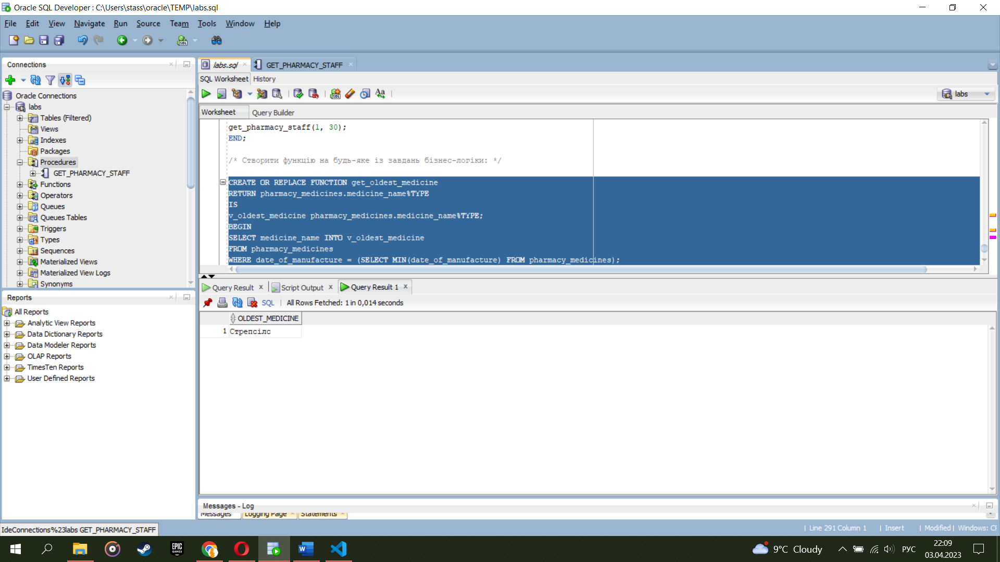 Oracle SQL Developer : C:\Users\stass\oracle\TEMP\labs.sql
File Edit View Navigate Run Source Team Tools Window Help
Connections
Oracle Connections
labs
Tables (Filtered)
Views
Indexes
Packages
Procedures
GET_PHARMACY_STAFF
Functions
Operators
Queues
Queues Tables
Triggers
Types
Sequences
Materialized Views
Materialized View Logs
Synonyms
Reports
All Reports
Analytic View Reports
Data Dictionary Reports
Data Modeler Reports
OLAP Reports
TimesTen Reports
User Defined Reports
labs.sql GET_PHARMACY_STAFF
SQL Worksheet History
labs
Worksheet Query Builder
get_pharmacy_staff(1, 30);
END;
/* Створити функцію на будь-яке із завдань бізнес-логіки: */
CREATE OR REPLACE FUNCTION get_oldest_medicine
RETURN pharmacy_medicines.medicine_name%TYPE
IS
v_oldest_medicine pharmacy_medicines.medicine_name%TYPE;
BEGIN
SELECT medicine_name INTO v_oldest_medicine
FROM pharmacy_medicines
WHERE date_of_manufacture = (SELECT MIN(date_of_manufacture) FROM pharmacy_medicines);
Query Result Script Output Query Result 1
SQL All Rows Fetched: 1 in 0,014 seconds
OLDEST_MEDICINE
1 Стрепсілс
Messages - Log
Messages Logging Page Statements
IdeConnections%23labs GET_PHARMACY_STAFF
Line 291 Column 1 Insert Modified Windows:
EPIC GAMES
9°C Cloudy
РУС
22:09
03.04.2023